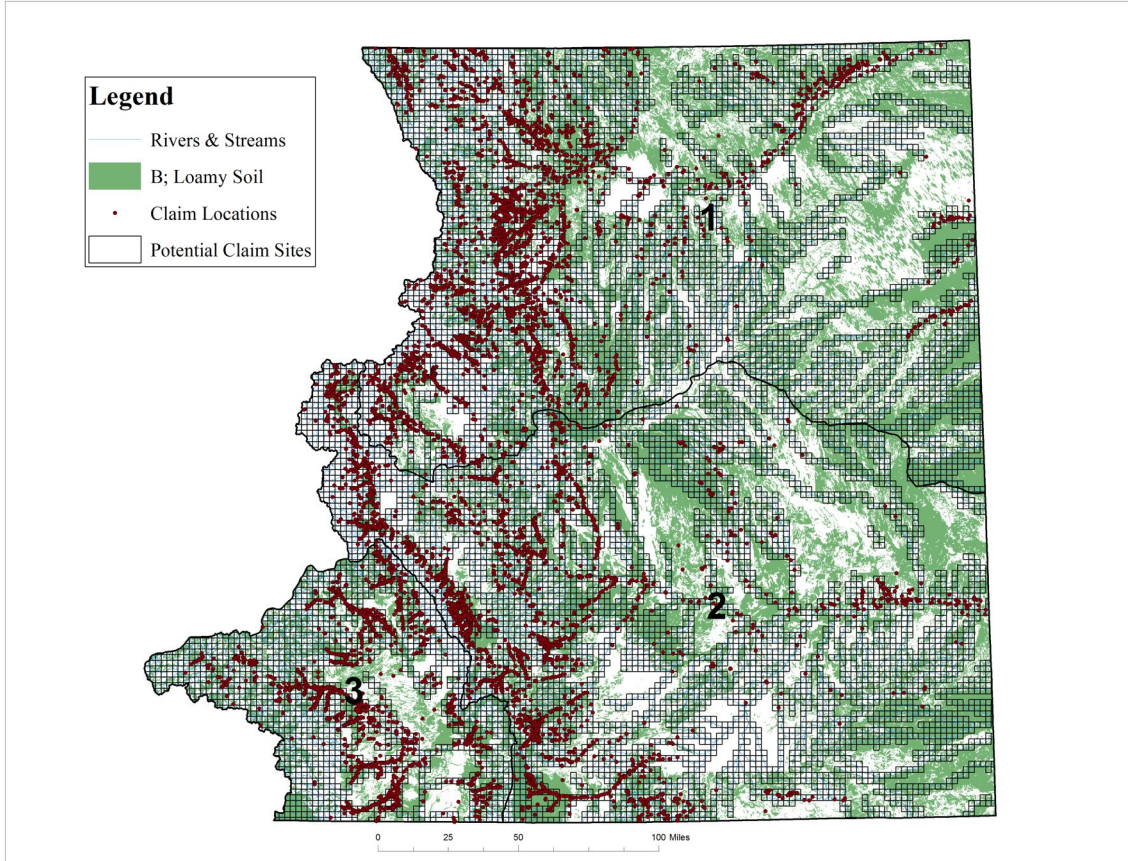 Legend
Rivers & Streams
B; Loamy Soil
Claim Locations
Potential Claim Sites
1
2
3
0 25 50 100 Miles